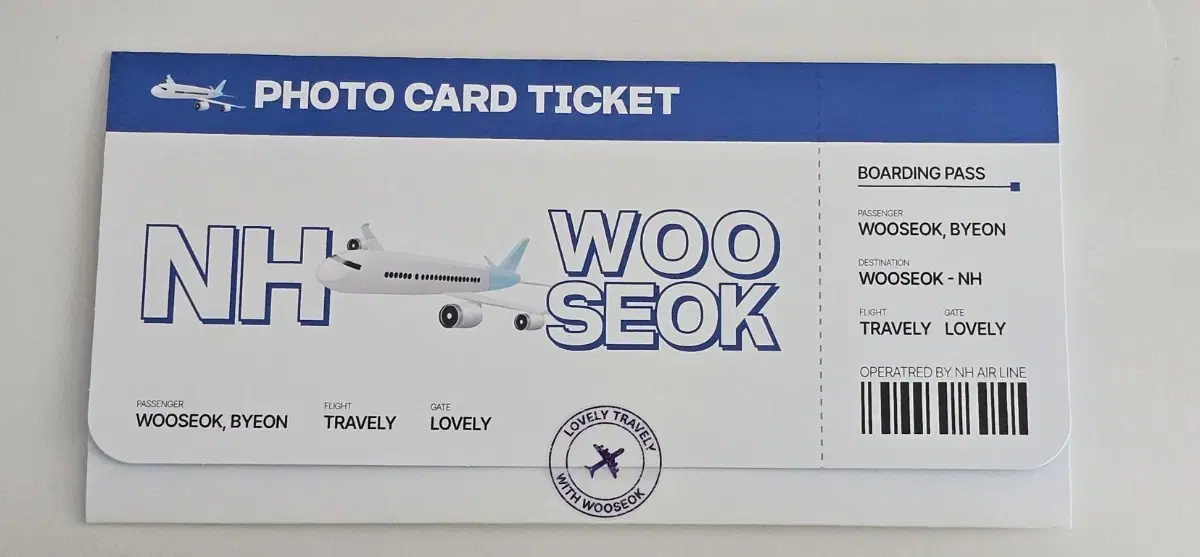 PHOTO CARD TICKET
NH
WOO
SEOK
PASSENGER
WOOSEOK, BYEON
FLIGHT
TRAVELY
GATE
LOVELY
LOVELY TRAVELY
WITH WOOSEOK
BOARDING PASS
PASSENGER
WOOSEOK, BYEON
DESTINATION
WOOSEOK - NH
FLIGHT GATE
TRAVELY LOVELY
OPERATRED BY NH AIR LINE